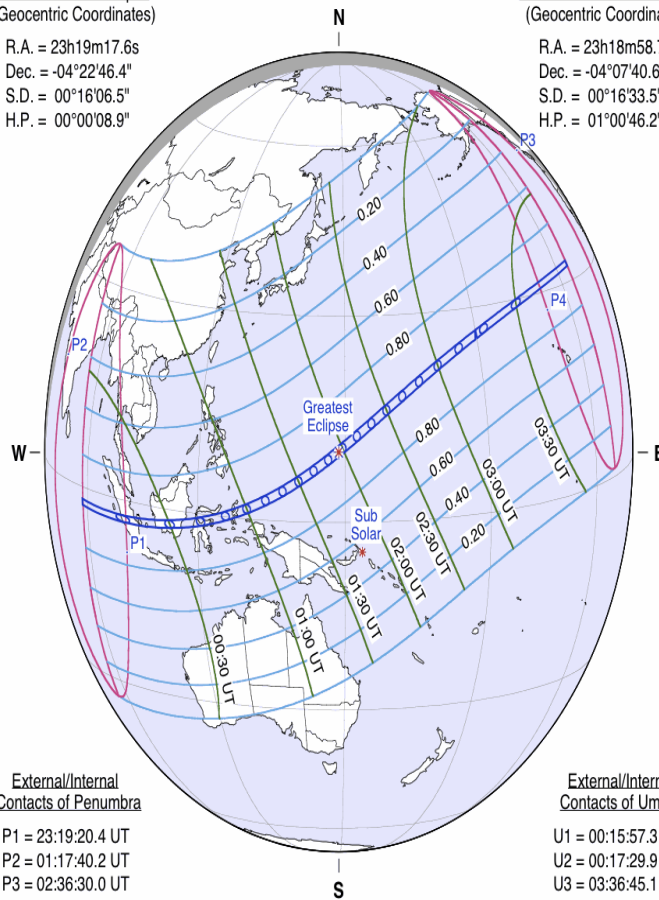 Geocentric Coordinates)
R.A. = 23h19m17.6s
Dec. = -04°22'46.4"
S.D. = 00°16'06.5"
H.P. = 00°00'08.9"
N
(Geocentric Coordina
R.A. = 23h18m58.7
Dec. = -04°07'40.6
S.D. = 00°16'33.5"
H.P. = 01°00'46.2"
P3
0.20
0.40
0.60
P4
P2
0.80
Greatest
Eclipse
0.80
W
E
0.60
03:30 UT
0.40
03:00 UT
P1
Sub
Solar
0.20
02:30 UT
02:00 UT
01:30 UT
01:00 UT
00:30 UT
External/Internal
Contacts of Penumbra
P1 = 23:19:20.4 UT
P2 = 01:17:40.2 UT
P3 = 02:36:30.0 UT
External/Intern
Contacts of Um
U1 = 00:15:57.3
U2 = 00:17:29.9
U3 = 03:36:45.1
S